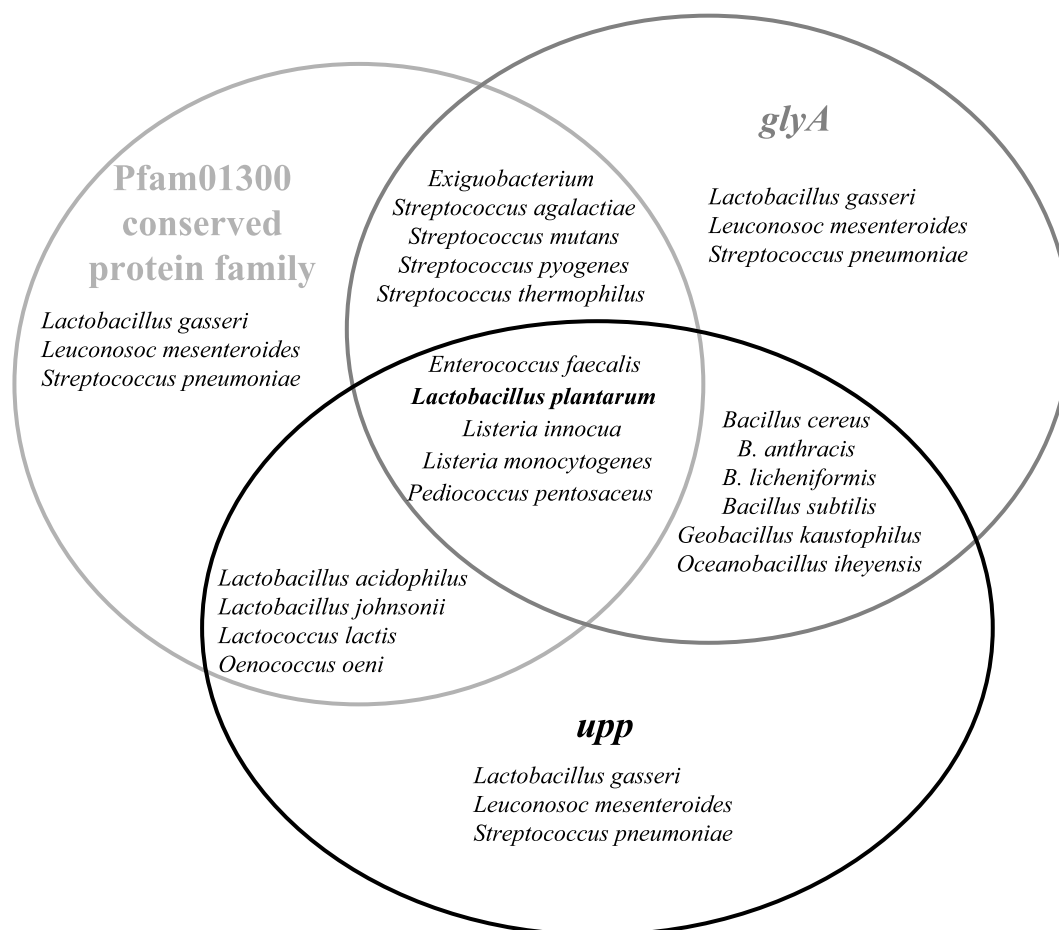 glyA
Lactobacillus gasseri
Leuconosoc mesenteroides
Streptococcus pneumoniae
Pfam01300
conserved
protein family
Lactobacillus gasseri
Leuconosoc mesenteroides
Streptococcus pneumoniae
Exiguobacterium
Streptococcus agalactiae
Streptococcus mutans
Streptococcus pyogenes
Streptococcus thermophilus
Enterococcus faecalis
Lactobacillus plantarum
Listeria innocua
Listeria monocytogenes
Pediococcus pentosaceus
Bacillus cereus
B. anthracis
B. licheniformis
Bacillus subtilis
Geobacillus kaustophilus
Oceanobacillus iheyensis
Lactobacillus acidophilus
Lactobacillus johnsonii
Lactococcus lactis
Oenococcus oeni
upp
Lactobacillus gasseri
Leuconosoc mesenteroides
Streptococcus pneumoniae